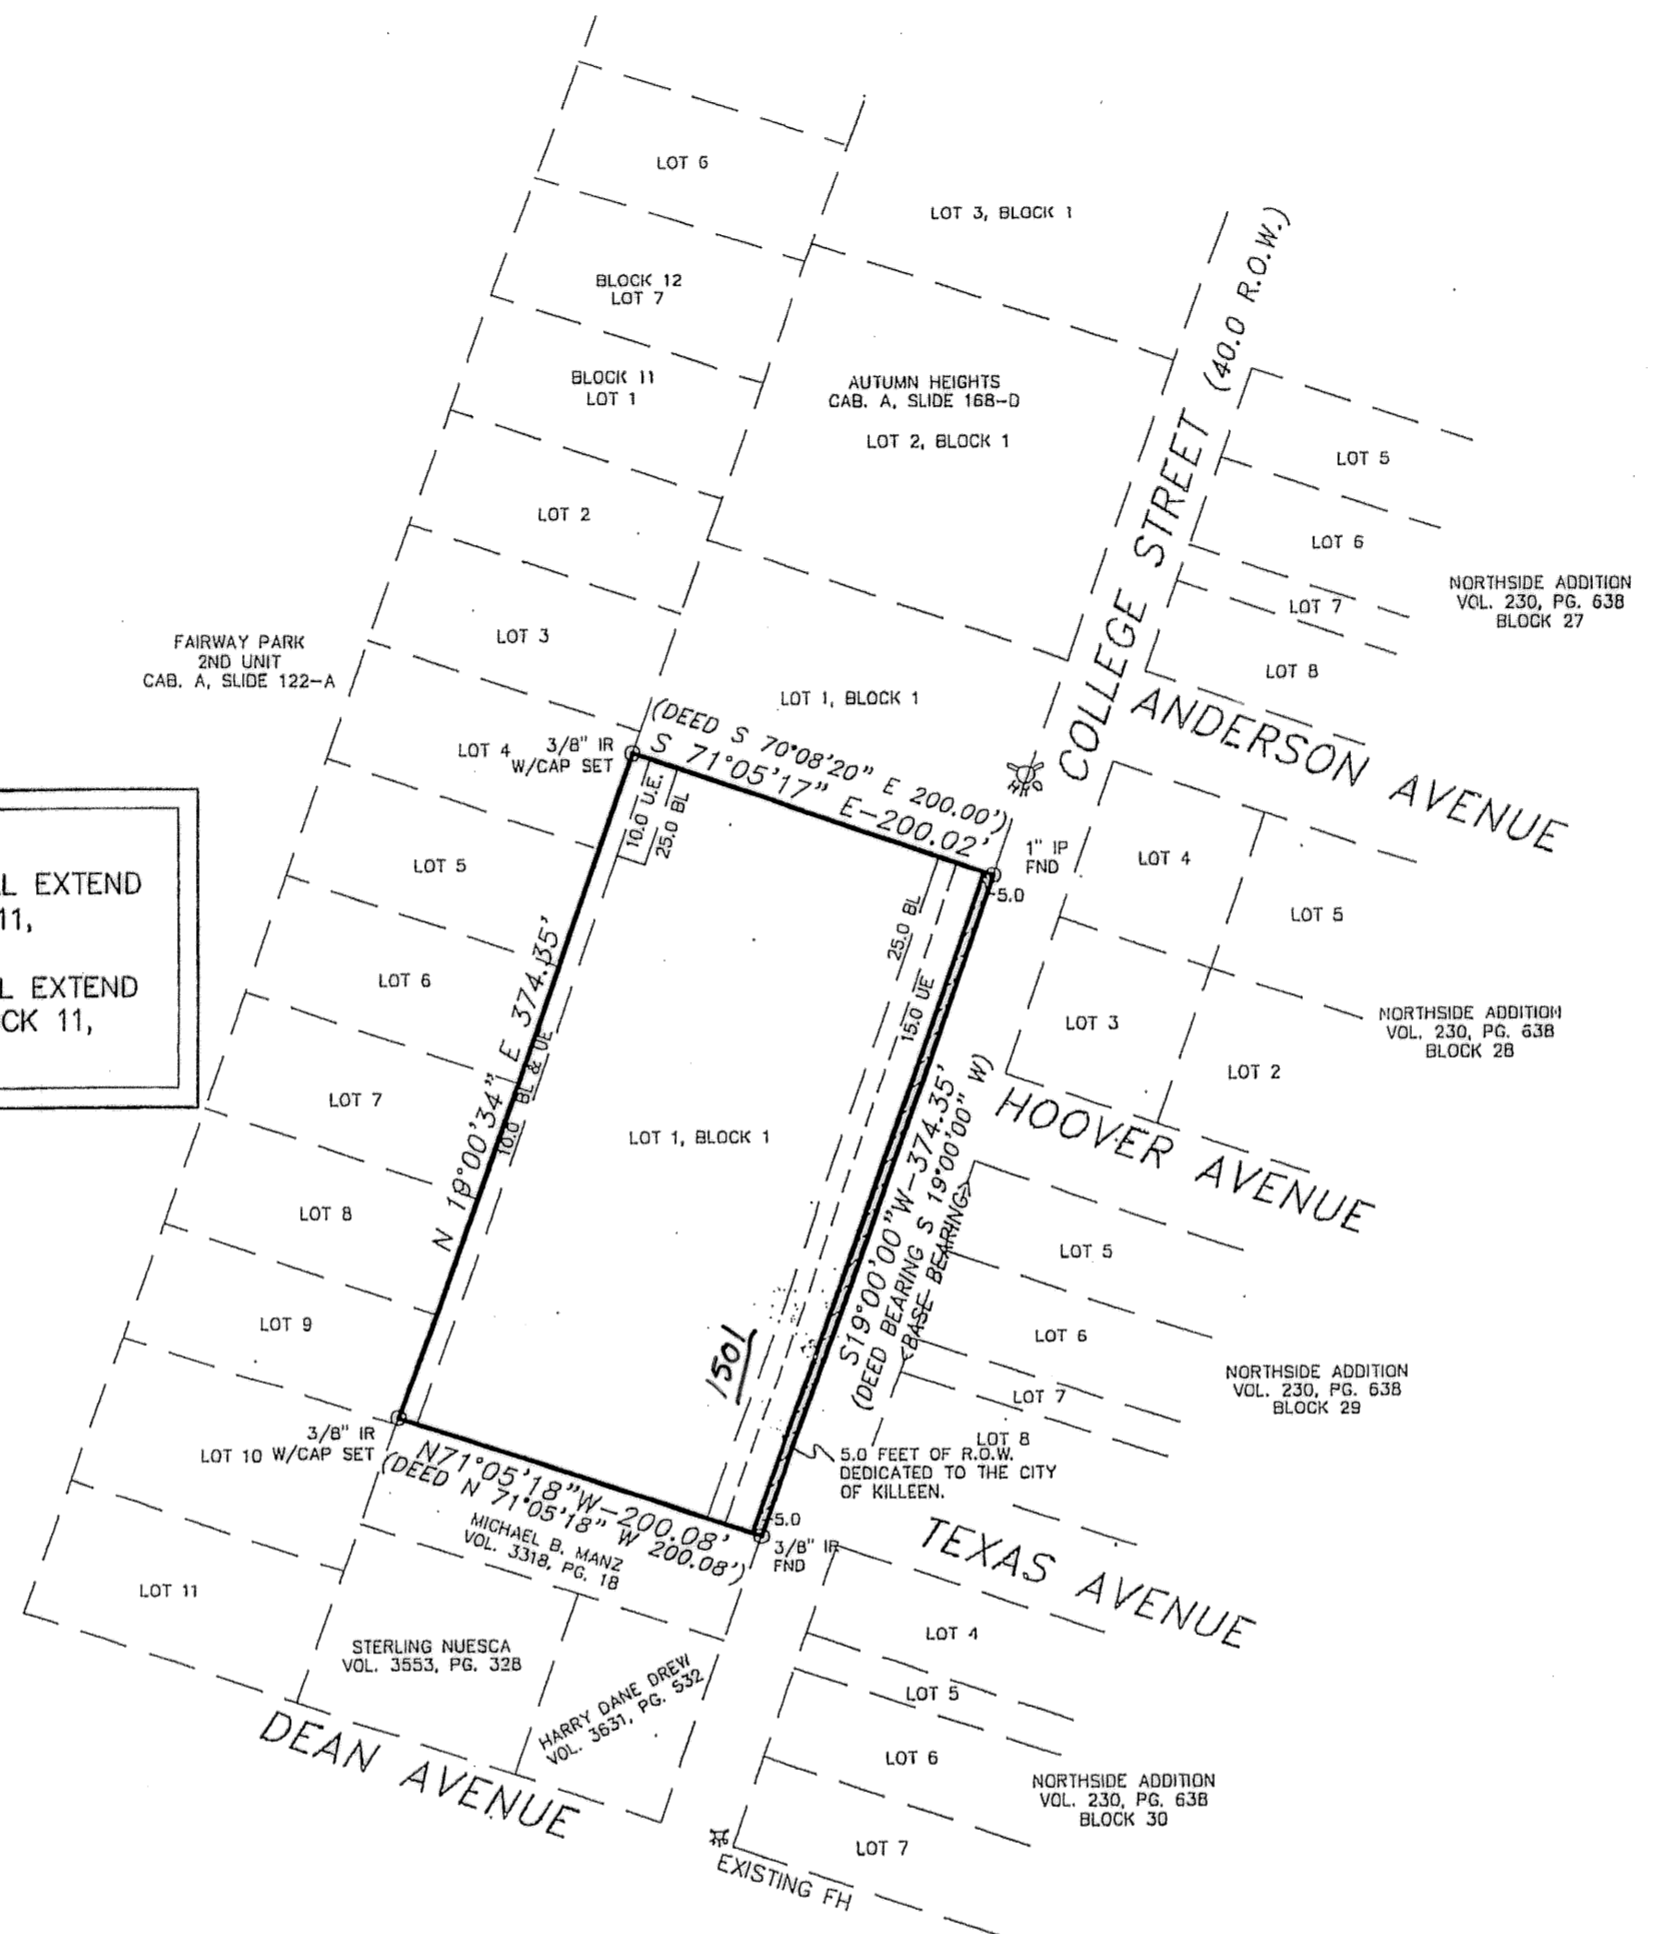 LOT 6
LOT 3, BLOCK 1
BLOCK 12
LOT 7
BLOCK 11
LOT 1
AUTUMN HEIGHTS
CAB. A, SLIDE 168-D
LOT 2, BLOCK 1
COLLEGE STREET (40.0 R.O.W.)
LOT 5
LOT 6
LOT 7
LOT 8
NORTHSIDE ADDITION
VOL. 230, PG. 638
BLOCK 27
LOT 2
LOT 3
FAIRWAY PARK
2ND UNIT
CAB. A, SLIDE 122-A
LOT 1, BLOCK 1
(DEED S 70°08'20" E 200.00')
S 71°05'17" E-200.02'
LOT 4
3/8" IR
W/CAP SET
ANDERSON AVENUE
10.0 U.E.
25.0 BL
1" IP
FND
5.0
LOT 4
LOT 5
LOT 3
LOT 2
NORTHSIDE ADDITION
VOL. 230, PG. 638
BLOCK 28
L EXTEND
11,
L EXTEND
CK 11,
LOT 5
LOT 6
LOT 7
LOT 8
LOT 9
N 19°00'34" E 374.35'
10.0 BL & UE
25.0 BL
15.0 UE
LOT 1, BLOCK 1
HOOVER AVENUE
S19°00'00"W-374.35'
(DEED BEARING S 19°00'00" W)
<BASE BEARING>
1501
LOT 5
LOT 6
LOT 7
LOT 8
NORTHSIDE ADDITION
VOL. 230, PG. 638
BLOCK 29
5.0 FEET OF R.O.W.
DEDICATED TO THE CITY
OF KILLEEN.
3/8" IR
LOT 10 W/CAP SET
N71°05'18"W-200.08'
(DEED N 71°05'18" W 200.08')
MICHAEL B. MANZ
VOL. 3318, PG. 18
5.0
3/8" IR
FND
TEXAS AVENUE
LOT 11
STERLING NUESCA
VOL. 3553, PG. 328
HARRY DANE DREW
VOL. 3631, PG. 532
DEAN AVENUE
LOT 4
LOT 5
LOT 6
LOT 7
NORTHSIDE ADDITION
VOL. 230, PG. 638
BLOCK 30
EXISTING FH